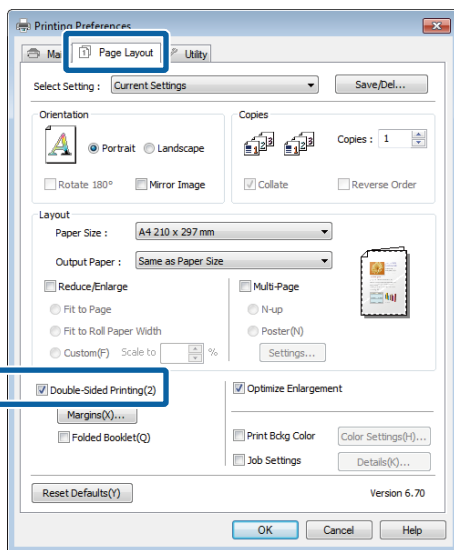 Printing Preferences
Ma Page Layout Utility
Select Setting : Current Settings Save/Del...
Orientation Copies
Portrait Landscape Copies : 1
Rotate 180° Mirror Image Collate Reverse Order
Layout
Paper Size : A4 210 x 297 mm
Output Paper : Same as Paper Size
Reduce/Enlarge Multi-Page
Fit to Page N-up
Fit to Roll Paper Width Poster(N)
Custom(F) Scale to % Settings...
Double-Sided Printing(2) Optimize Enlargement
Margins(X)...
Folded Booklet(Q) Print Bckg Color Color Settings(H)...
Job Settings Details(K)...
Reset Defaults(Y) Version 6.70
OK Cancel Help